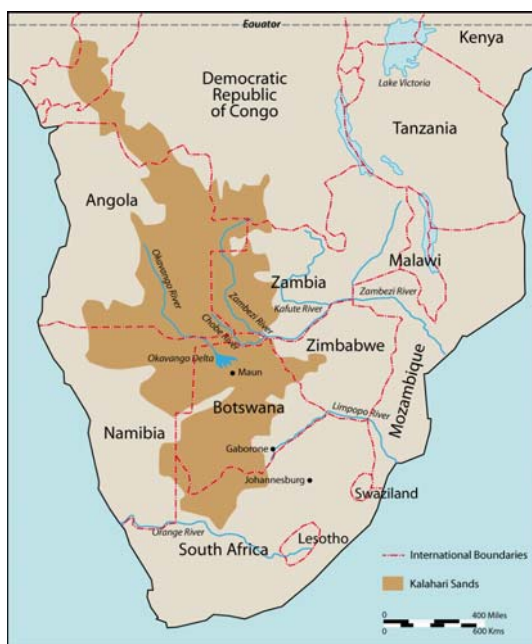 Equator
Kenya
Lake Victoria
Democratic
Republic
of Congo
Tanzania
Angola
Malawi
Zambia
Okavango River
Zambezi River
Kafute River
Zambezi River
Chobe River
Zimbabwe
Okavango Delta
Maun
Mozambique
Botswana
Limpopo River
Namibia
Gaborone
Johannesburg
Swaziland
Orange River
Lesotho
South Africa
International Boundaries
Kalahari Sands
0 400 Miles
0 600 Kms